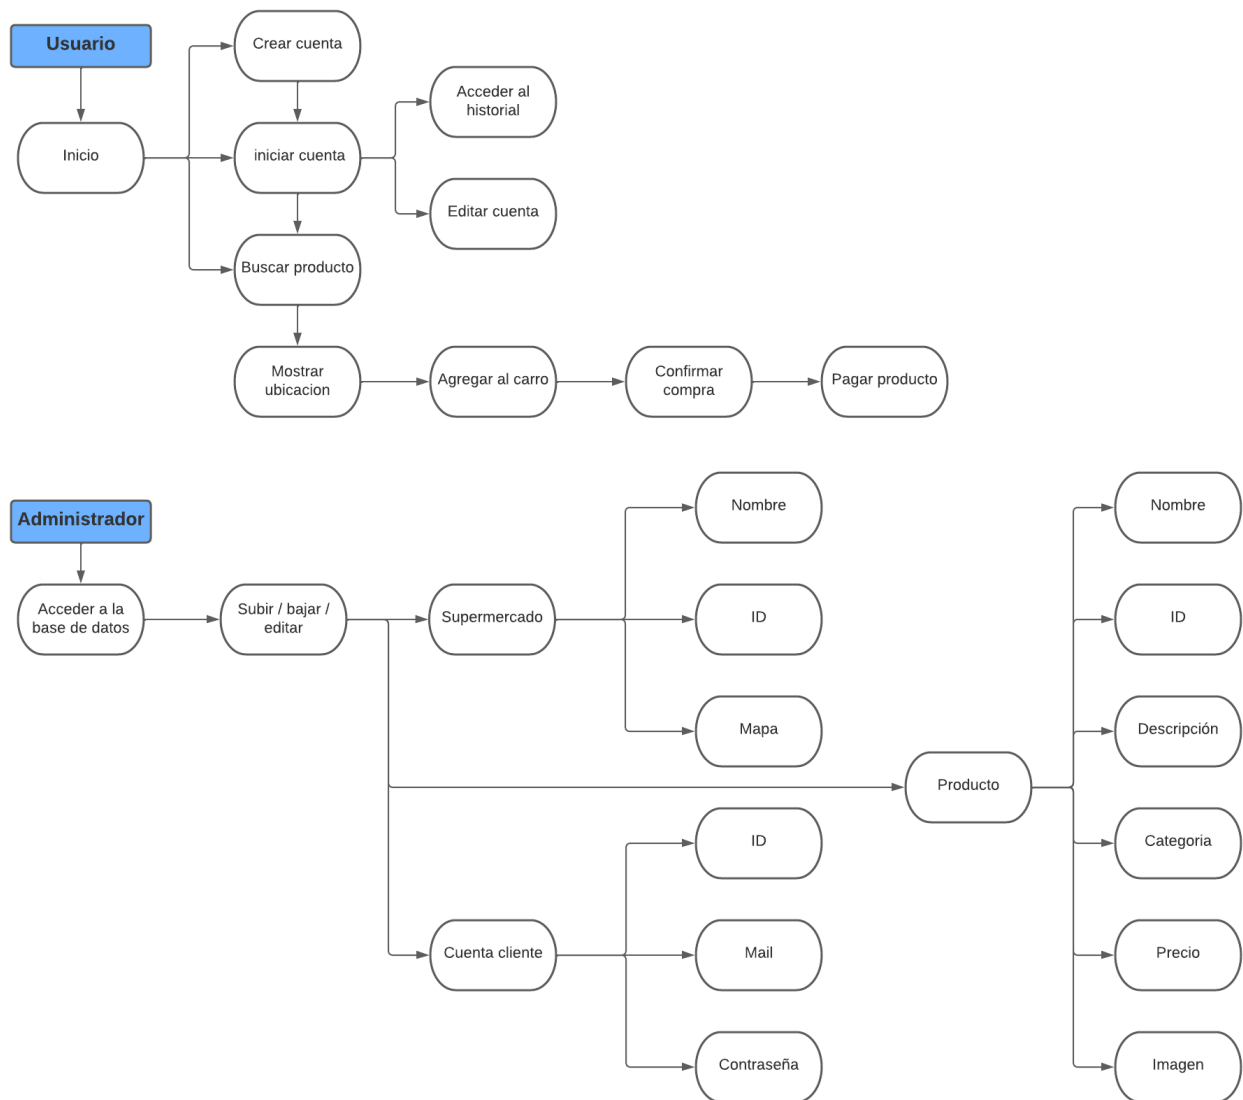 Usuario
Crear cuenta
Acceder al
historial
Inicio
iniciar cuenta
Editar cuenta
Buscar producto
Mostrar
ubicacion
Agregar al carro
Confirmar
compra
Pagar producto
Administrador
Acceder a la
base de datos
Subir / bajar /
editar
Supermercado
Nombre
ID
Mapa
Cuenta cliente
ID
Mail
Contraseña
Producto
Nombre
ID
Descripción
Categoria
Precio
Imagen